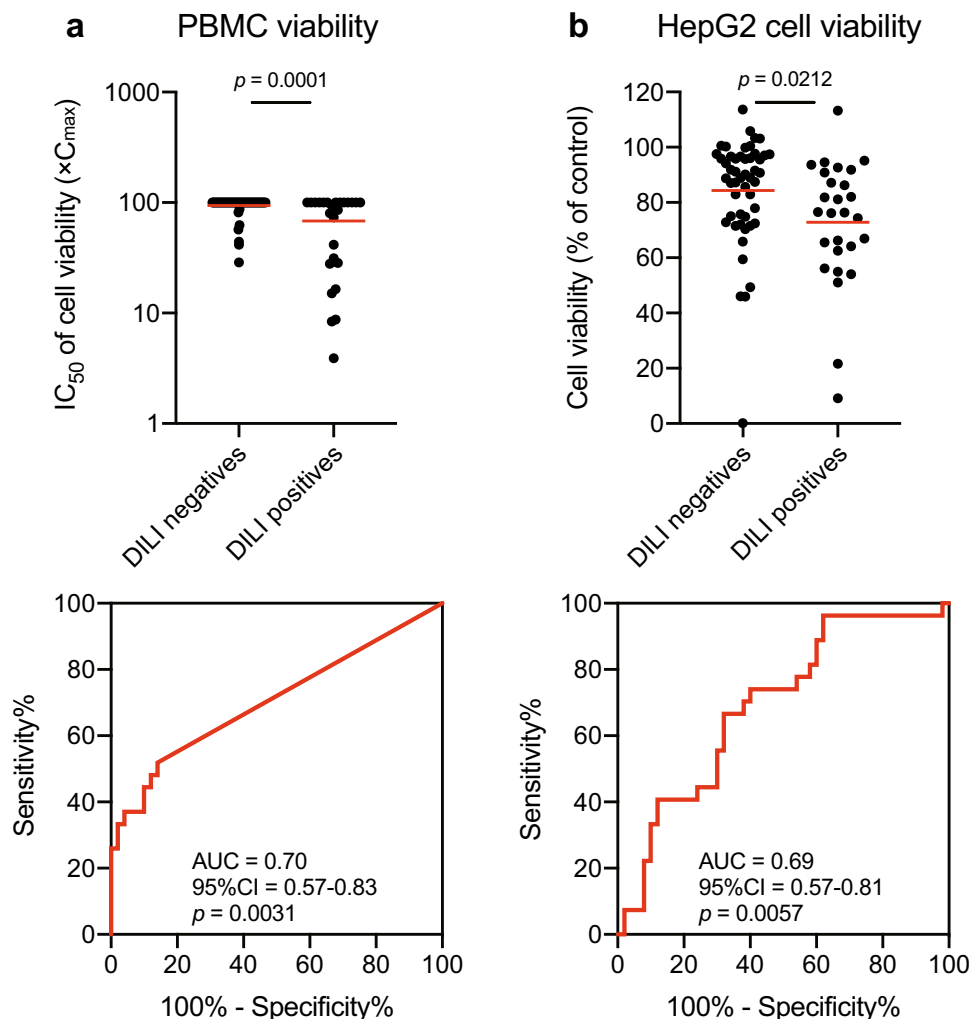 a PBMC viability
p = 0.0001
IC50 of cell viability (×Cmax)
1000
100
10
1
DILI negatives
DILI positives
b HepG2 cell viability
p = 0.0212
Cell viability (% of control)
120
100
80
60
40
20
0
DILI negatives
DILI positives
Sensitivity%
100
80
60
40
20
0
AUC = 0.70
95%CI = 0.57-0.83
p = 0.0031
0 20 40 60 80 100
100% - Specificity%
Sensitivity%
100
80
60
40
20
0
AUC = 0.69
95%CI = 0.57-0.81
p = 0.0057
0 20 40 60 80 100
100% - Specificity%